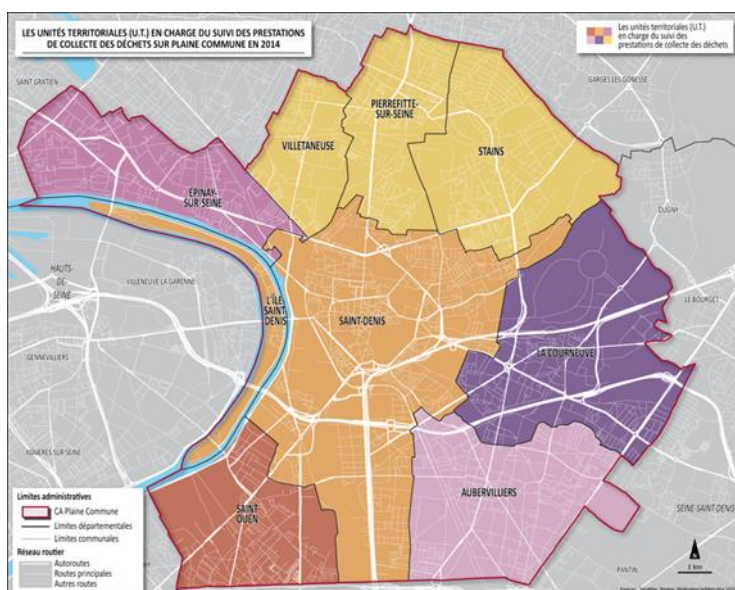 LES UNITÉS TERRITORIALES (U.T.) EN CHARGE DU SUIVI DES PRESTATIONS
DE COLLECTE DES DÉCHETS SUR PLAINE COMMUNE EN 2014
Les unités territoriales (U.T.)
en charge du suivi des
prestations de collecte des déchets
SAINT GRATIEN
GARGES LES GONESSE
PIERREFITTE-
SUR-SEINE
VILLETANEUSE
STAINS
ÉPINAY-
SUR-SEINE
DUGNY
HAUTS-
DE-
SEINE
VILLENEUVE LA GARENNE
L'ÎLE
SAINT
DENIS
SAINT-DENIS
LE BOURGET
LA COURNEUVE
GENNEVILLIERS
ASNIÈRES SUR SEINE
AUBERVILLIERS
SAINT-
OUEN
SEINE-SAINT-DENIS
PANTIN
Limites administratives
CA Plaine Commune
Limites départementales
Limites communales
Réseau routier
Autoroutes
Routes principales
Autres routes
N
1 km